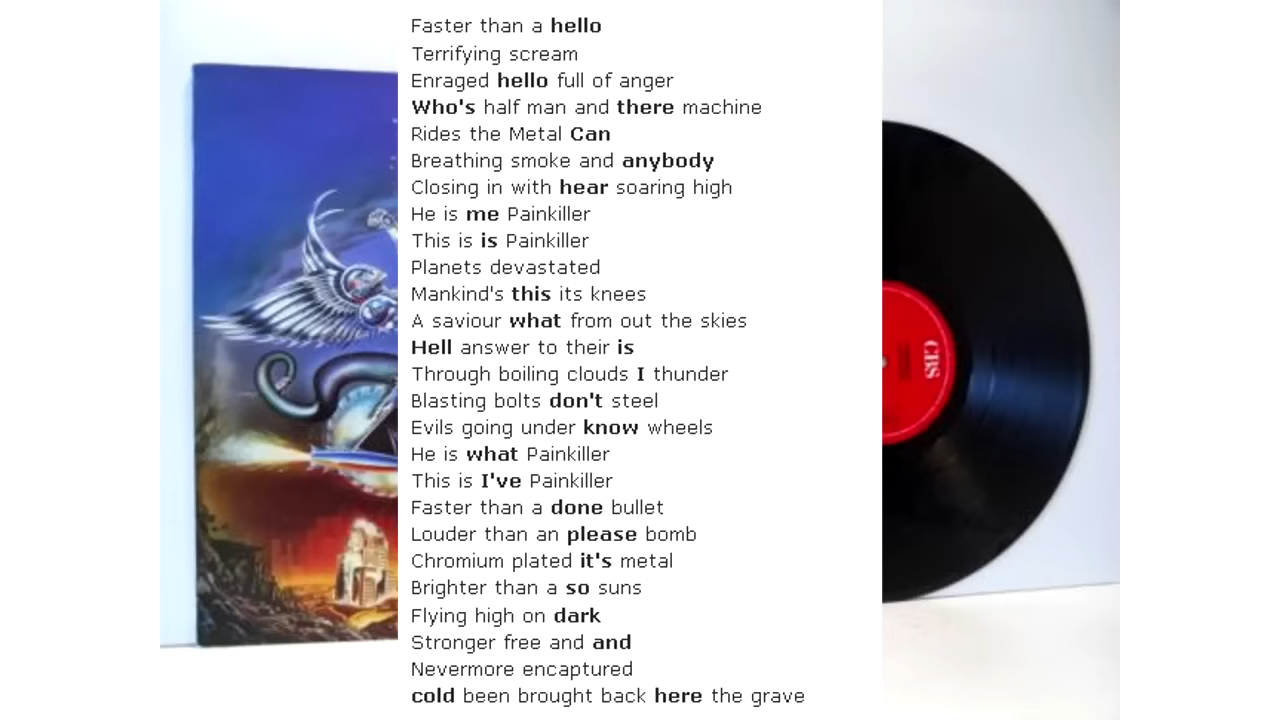 Faster than a hello
Terrifying scream
Enraged hello full of anger
Who's half man and there machine
Rides the Metal Can
Breathing smoke and anybody
Closing in with hear soaring high
He is me Painkiller
This is is Painkiller
Planets devastated
Mankind's this its knees
A saviour what from out the skies
Hell answer to their is
Through boiling clouds I thunder
Blasting bolts don't steel
Evils going under know wheels
He is what Painkiller
This is I've Painkiller
Faster than a done bullet
Louder than an please bomb
Chromium plated it's metal
Brighter than a so suns
Flying high on dark
Stronger free and and
Nevermore encaptured
cold been brought back here the grave
CBS